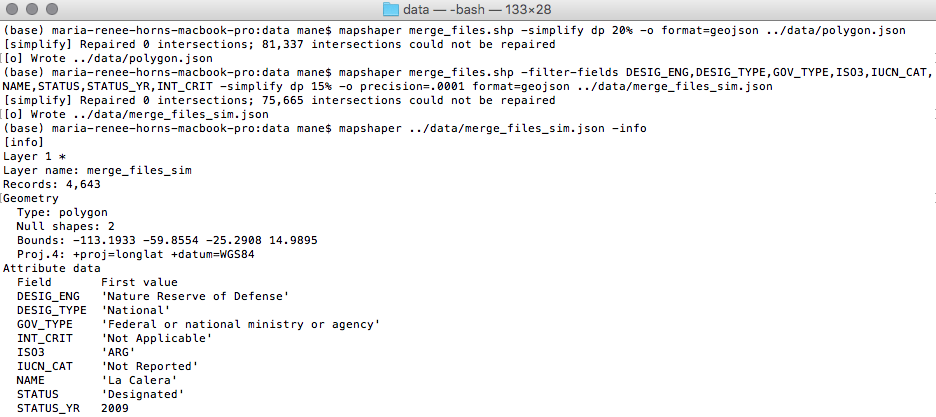 data — -bash — 133×28
(base) maria-renee-horns-macbook-pro:data mane$ mapshaper merge_files.shp -simplify dp 20% -o format=geojson ../data/polygon.json
[simplify] Repaired 0 intersections; 81,337 intersections could not be repaired
[o] Wrote ../data/polygon.json
(base) maria-renee-horns-macbook-pro:data mane$ mapshaper merge_files.shp -filter-fields DESIG_ENG,DESIG_TYPE,GOV_TYPE,ISO3,IUCN_CAT,
NAME,STATUS,STATUS_YR,INT_CRIT -simplify dp 15% -o precision=.0001 format=geojson ../data/merge_files_sim.json
[simplify] Repaired 0 intersections; 75,665 intersections could not be repaired
[o] Wrote ../data/merge_files_sim.json
(base) maria-renee-horns-macbook-pro:data mane$ mapshaper ../data/merge_files_sim.json -info
[info]
Layer 1 *
Layer name: merge_files_sim
Records: 4,643
Geometry
  Type: polygon
  Null shapes: 2
  Bounds: -113.1933 -59.8554 -25.2908 14.9895
  Proj.4: +proj=longlat +datum=WGS84
Attribute data
  Field       First value
  DESIG_ENG   'Nature Reserve of Defense'
  DESIG_TYPE  'National'
  GOV_TYPE    'Federal or national ministry or agency'
  INT_CRIT    'Not Applicable'
  ISO3        'ARG'
  IUCN_CAT    'Not Reported'
  NAME        'La Calera'
  STATUS      'Designated'
  STATUS_YR   2009